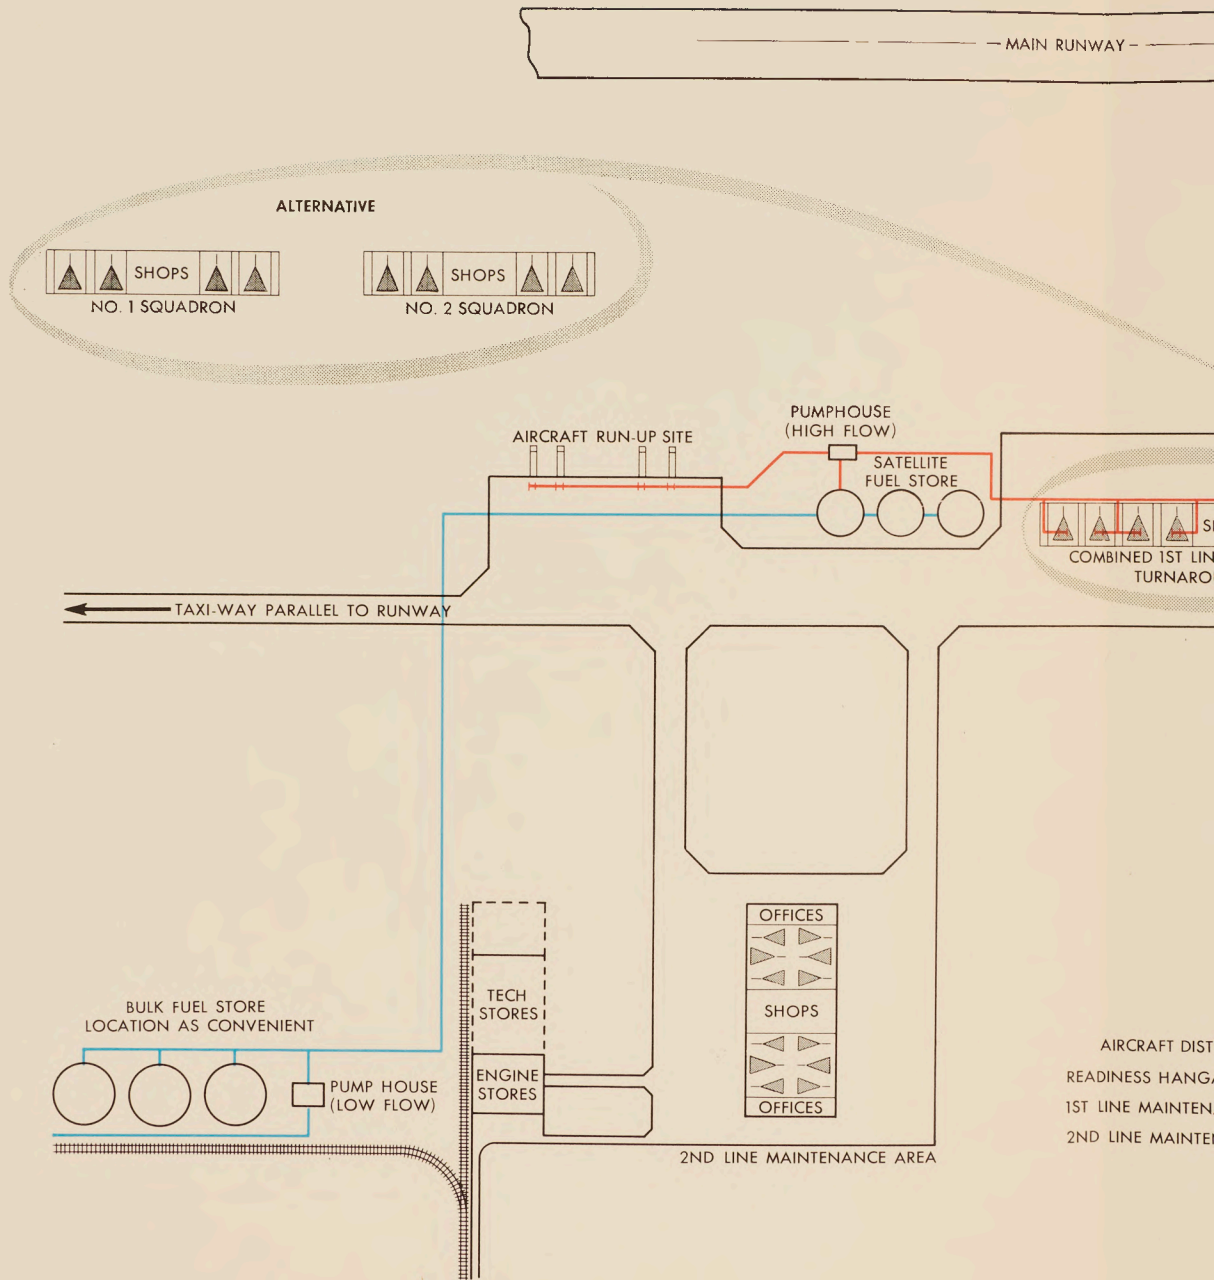 MAIN RUNWAY
ALTERNATIVE
SHOPS
NO. 1 SQUADRON
SHOPS
NO. 2 SQUADRON
PUMPHOUSE
(HIGH FLOW)
AIRCRAFT RUN-UP SITE
SATELLITE
FUEL STORE
COMBINED 1ST LIN
TURNARO
TAXI-WAY PARALLEL TO RUNWAY
OFFICES
SHOPS
OFFICES
TECH
STORES
ENGINE
STORES
BULK FUEL STORE
LOCATION AS CONVENIENT
PUMP HOUSE
(LOW FLOW)
2ND LINE MAINTENANCE AREA
AIRCRAFT DIST
READINESS HANGA
1ST LINE MAINTEN
2ND LINE MAINTE